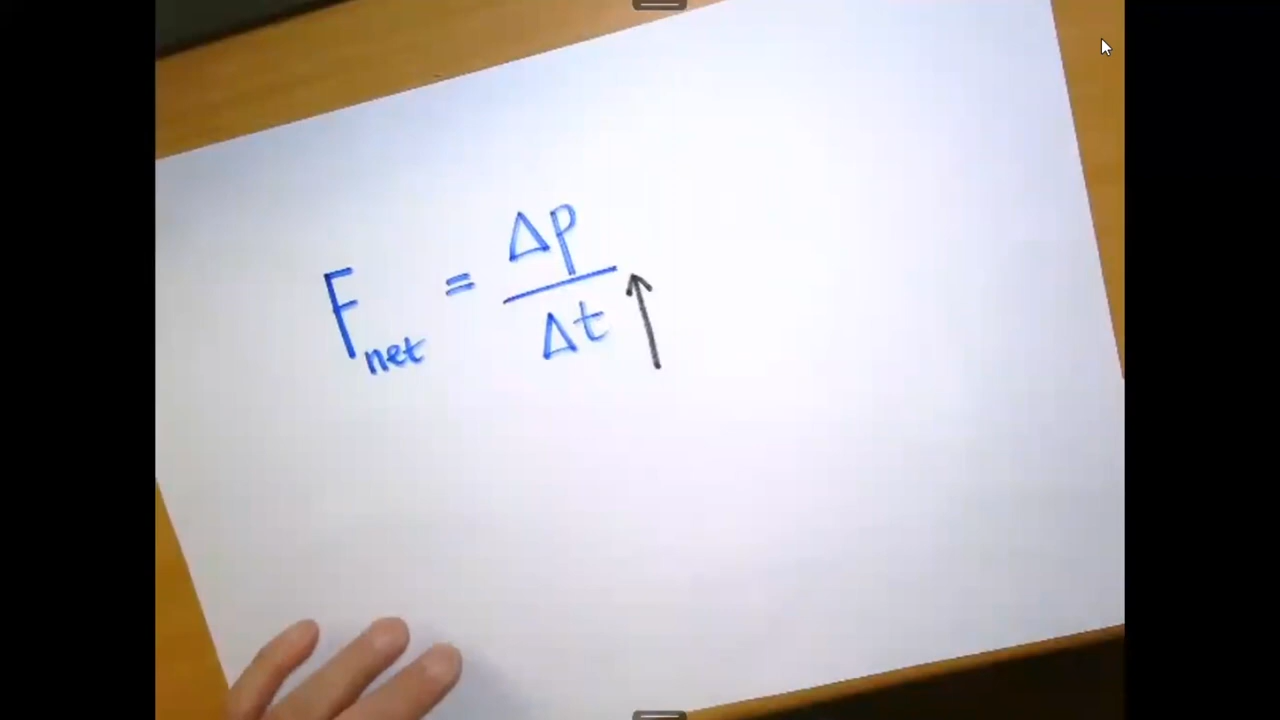 F_net = Δp/Δt ↑